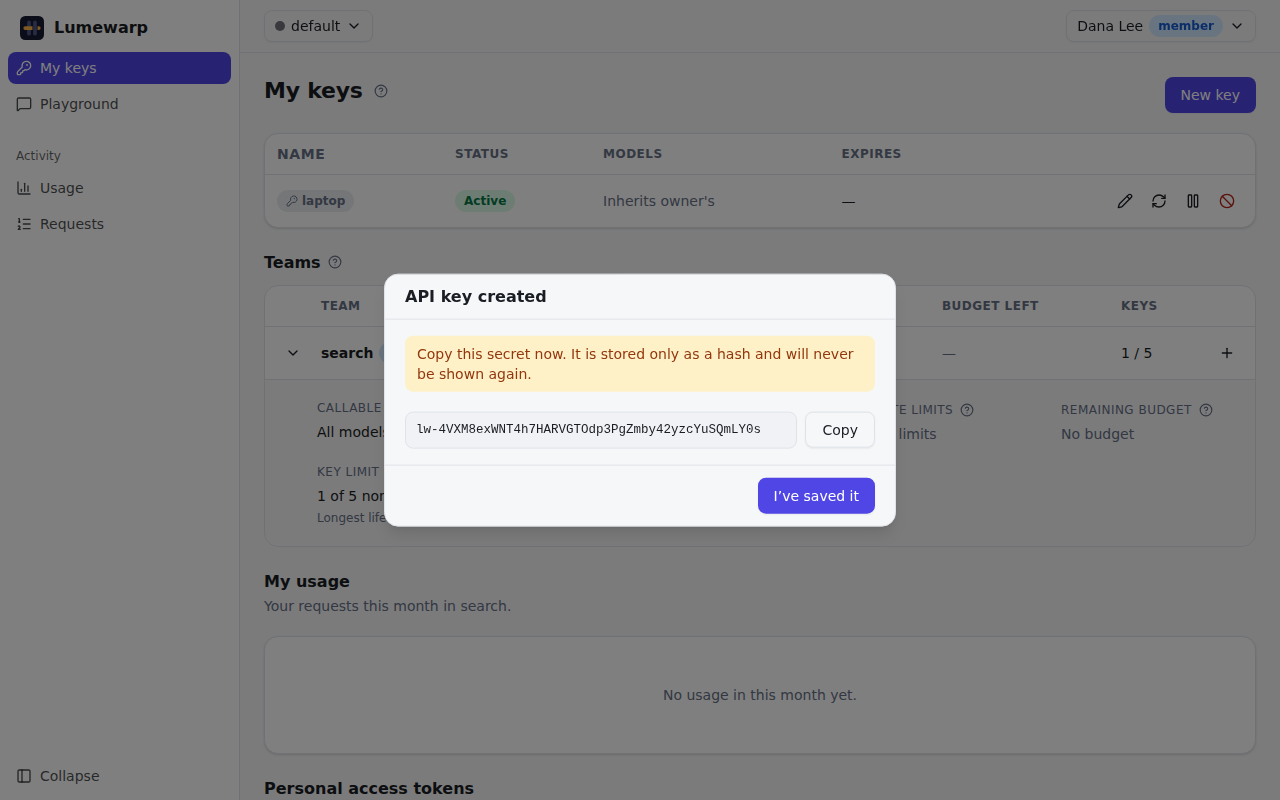 Lumewarp
default
Dana Lee member
My keys
Playground
Activity
Usage
Requests
Collapse
My keys
New key
NAME STATUS MODELS EXPIRES
laptop Active Inherits owner's —
Teams
TEAM BUDGET LEFT KEYS
search — 1 / 5
CALLABLE LIMITS REMAINING BUDGET
All limits No budget
KEY LIMIT
1 of 5
Longest
API key created
Copy this secret now. It is stored only as a hash and will never
be shown again.
lw-4VXM8exWNT4h7HARVGTOdp3PgZmby42yzcYuSQmLY0s
Copy
I’ve saved it
My usage
Your requests this month in search.
No usage in this month yet.
Personal access tokens